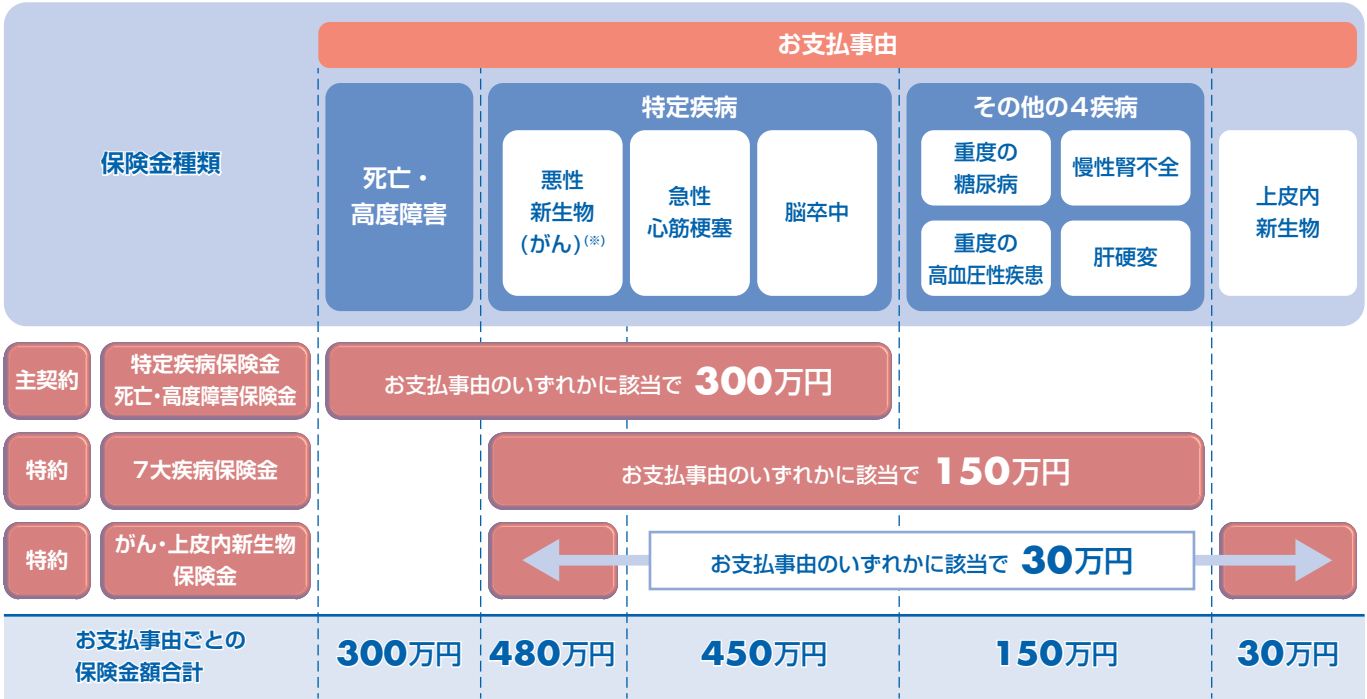 お支払事由
保険金種類
死亡・
高度障害
特定疾病
悪性
新生物
(がん)(※)
急性
心筋梗塞
脳卒中
その他の4疾病
重度の
糖尿病
慢性腎不全
重度の
高血圧性疾患
肝硬変
上皮内
新生物
主契約
特定疾病保険金
死亡・高度障害保険金
お支払事由のいずれかに該当で 300万円
特約
7大疾病保険金
お支払事由のいずれかに該当で 150万円
特約
がん・上皮内新生物
保険金
お支払事由のいずれかに該当で 30万円
お支払事由ごとの
保険金額合計
300万円
480万円
450万円
150万円
30万円